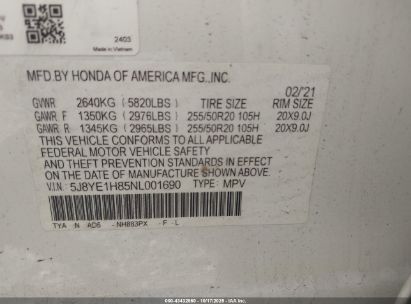 2403
Made in Vietnam
MFD.BY HONDA OF AMERICA MFG.,INC.
02/21
GVWR 2640KG (5820LBS) TIRE SIZE RIM SIZE
GAWR F 1350KG (2976LBS) 255/50R20 105H 20X9.0J
GAWR R 1345KG (2965LBS) 255/50R20 105H 20X9.0J
THIS VEHICLE CONFORMS TO ALL APPLICABLE
FEDERAL MOTOR VEHICLE SAFETY
AND THEFT PREVENTION STANDARDS IN EFFECT
ON THE DATE OF MANUFACTURE SHOWN ABOVE.
V.I.N: 5J8YE1H85NL001690 TYPE: MPV
TYA N AD6 - NH883PX - F - L